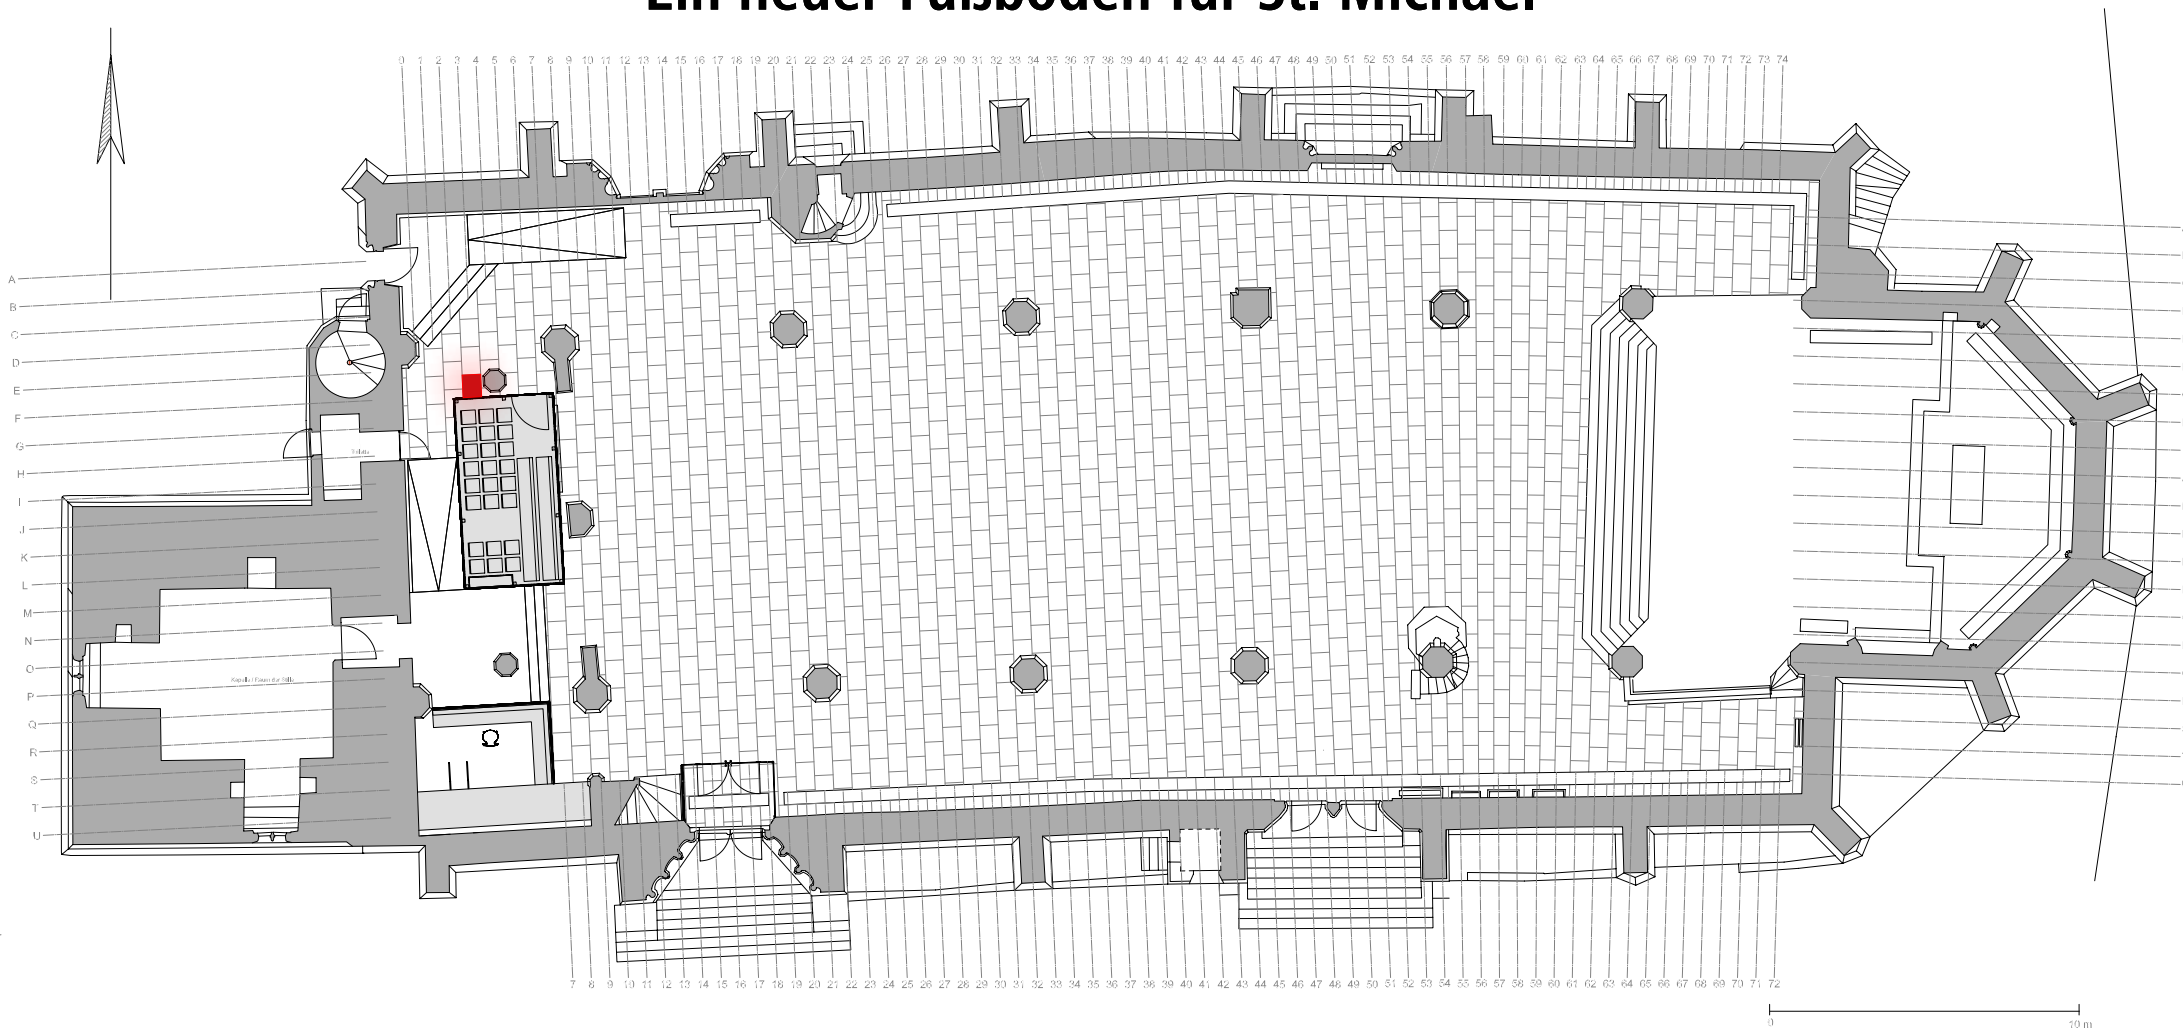 Ein neuer Fußboden für St. Michael
0 1 2 3 4 5 6 7 8 9 10 11 12 13 14 15 16 17 18 19 20 21 22 23 24 25 26 27 28 29 30 31 32 33 34 35 36 37 38 39 40 41 42 43 44 45 46 47 48 49 50 51 52 53 54 55 56 57 58 59 60 61 62 63 64 65 66 67 68 69 70 71 72 73 74
A
B
C
D
E
F
G
H
I
J
K
L
M
N
O
P
Q
R
S
T
U
Kapelle / Raum der Stille
7 8 9 10 11 12 13 14 15 16 17 18 19 20 21 22 23 24 25 26 27 28 29 30 31 32 33 34 35 36 37 38 39 40 41 42 43 44 45 46 47 48 49 50 51 52 53 54 55 56 57 58 59 60 61 62 63 64 65 66 67 68 69 70 71 72
0 10 m